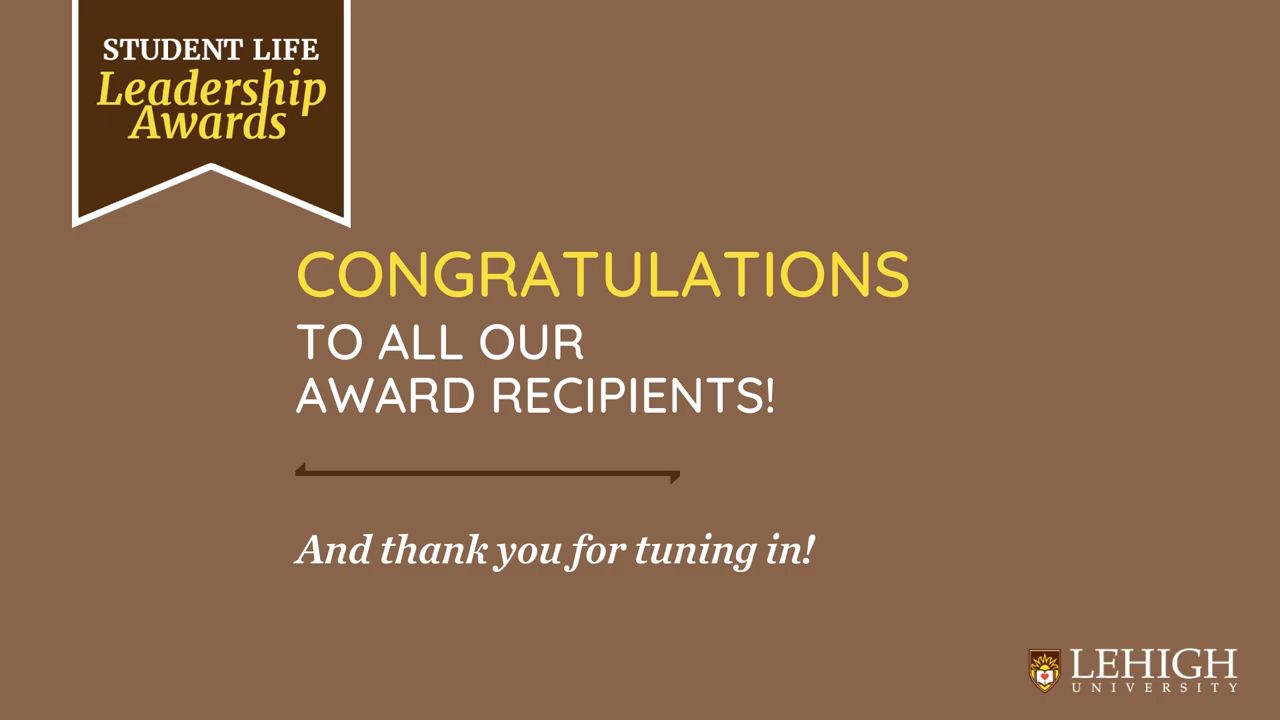 STUDENT LIFE
Leadership
Awards
CONGRATULATIONS
TO ALL OUR
AWARD RECIPIENTS!
And thank you for tuning in!
LEHIGH
UNIVERSITY